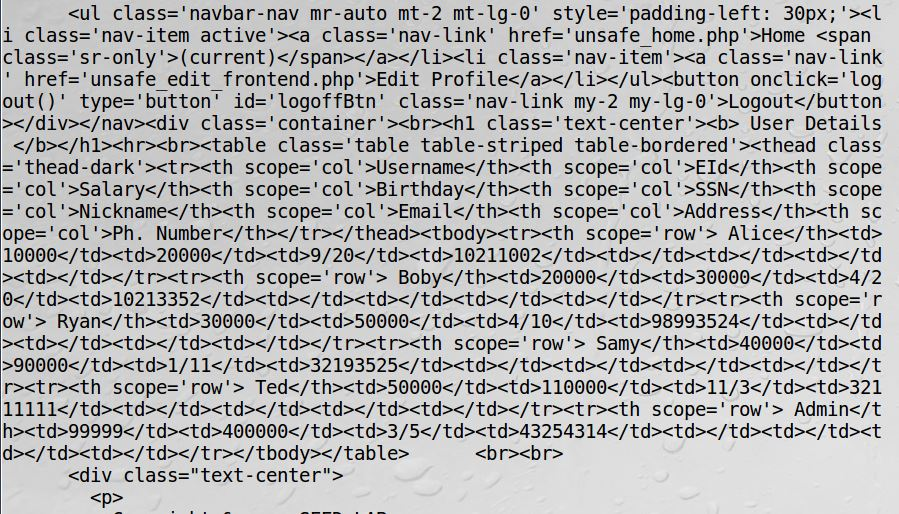 <ul class='navbar-nav mr-auto mt-2 mt-lg-0' style='padding-left: 30px;'><l
i class='nav-item active'><a class='nav-link' href='unsafe_home.php'>Home <span
class='sr-only'>(current)</span></a></li><li class='nav-item'><a class='nav-link
' href='unsafe_edit_frontend.php'>Edit Profile</a></li></ul><button onclick='log
out()' type='button' id='logoffBtn' class='nav-link my-2 my-lg-0'>Logout</button
></div></nav><div class='container'><br><h1 class='text-center'><b> User Details
</b></h1><hr><br><table class='table table-striped table-bordered'><thead class
='thead-dark'><tr><th scope='col'>Username</th><th scope='col'>EId</th><th scope
='col'>Salary</th><th scope='col'>Birthday</th><th scope='col'>SSN</th><th scope
='col'>Nickname</th><th scope='col'>Email</th><th scope='col'>Address</th><th sc
ope='col'>Ph. Number</th></tr></thead><tbody><tr><th scope='row'> Alice</th><td>
10000</td><td>20000</td><td>9/20</td><td>10211002</td><td></td><td></td><td></td
><td></td></tr><tr><th scope='row'> Boby</th><td>20000</td><td>30000</td><td>4/2
0</td><td>10213352</td><td></td><td></td><td></td><td></td></tr><tr><th scope='r
ow'> Ryan</th><td>30000</td><td>50000</td><td>4/10</td><td>98993524</td><td></td
><td></td><td></td><td></td></tr><tr><th scope='row'> Samy</th><td>40000</td><td
>90000</td><td>1/11</td><td>32193525</td><td></td><td></td><td></td><td></td></t
r><tr><th scope='row'> Ted</th><td>50000</td><td>110000</td><td>11/3</td><td>321
11111</td><td></td><td></td><td></td><td></td></tr><tr><th scope='row'> Admin</t
h><td>99999</td><td>400000</td><td>3/5</td><td>43254314</td><td></td><td></td><t
d></td><td></td></tr></tbody></table>      <br><br>
<div class="text-center">
<p>